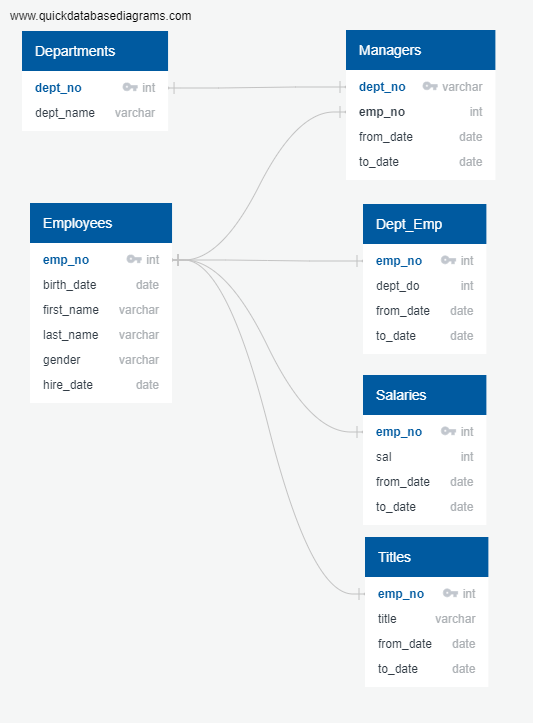 www.quickdatabasediagrams.com
Departments
dept_no int
dept_name varchar
Managers
dept_no varchar
emp_no int
from_date date
to_date date
Employees
emp_no int
birth_date date
first_name varchar
last_name varchar
gender varchar
hire_date date
Dept_Emp
emp_no int
dept_do int
from_date date
to_date date
Salaries
emp_no int
sal int
from_date date
to_date date
Titles
emp_no int
title varchar
from_date date
to_date date